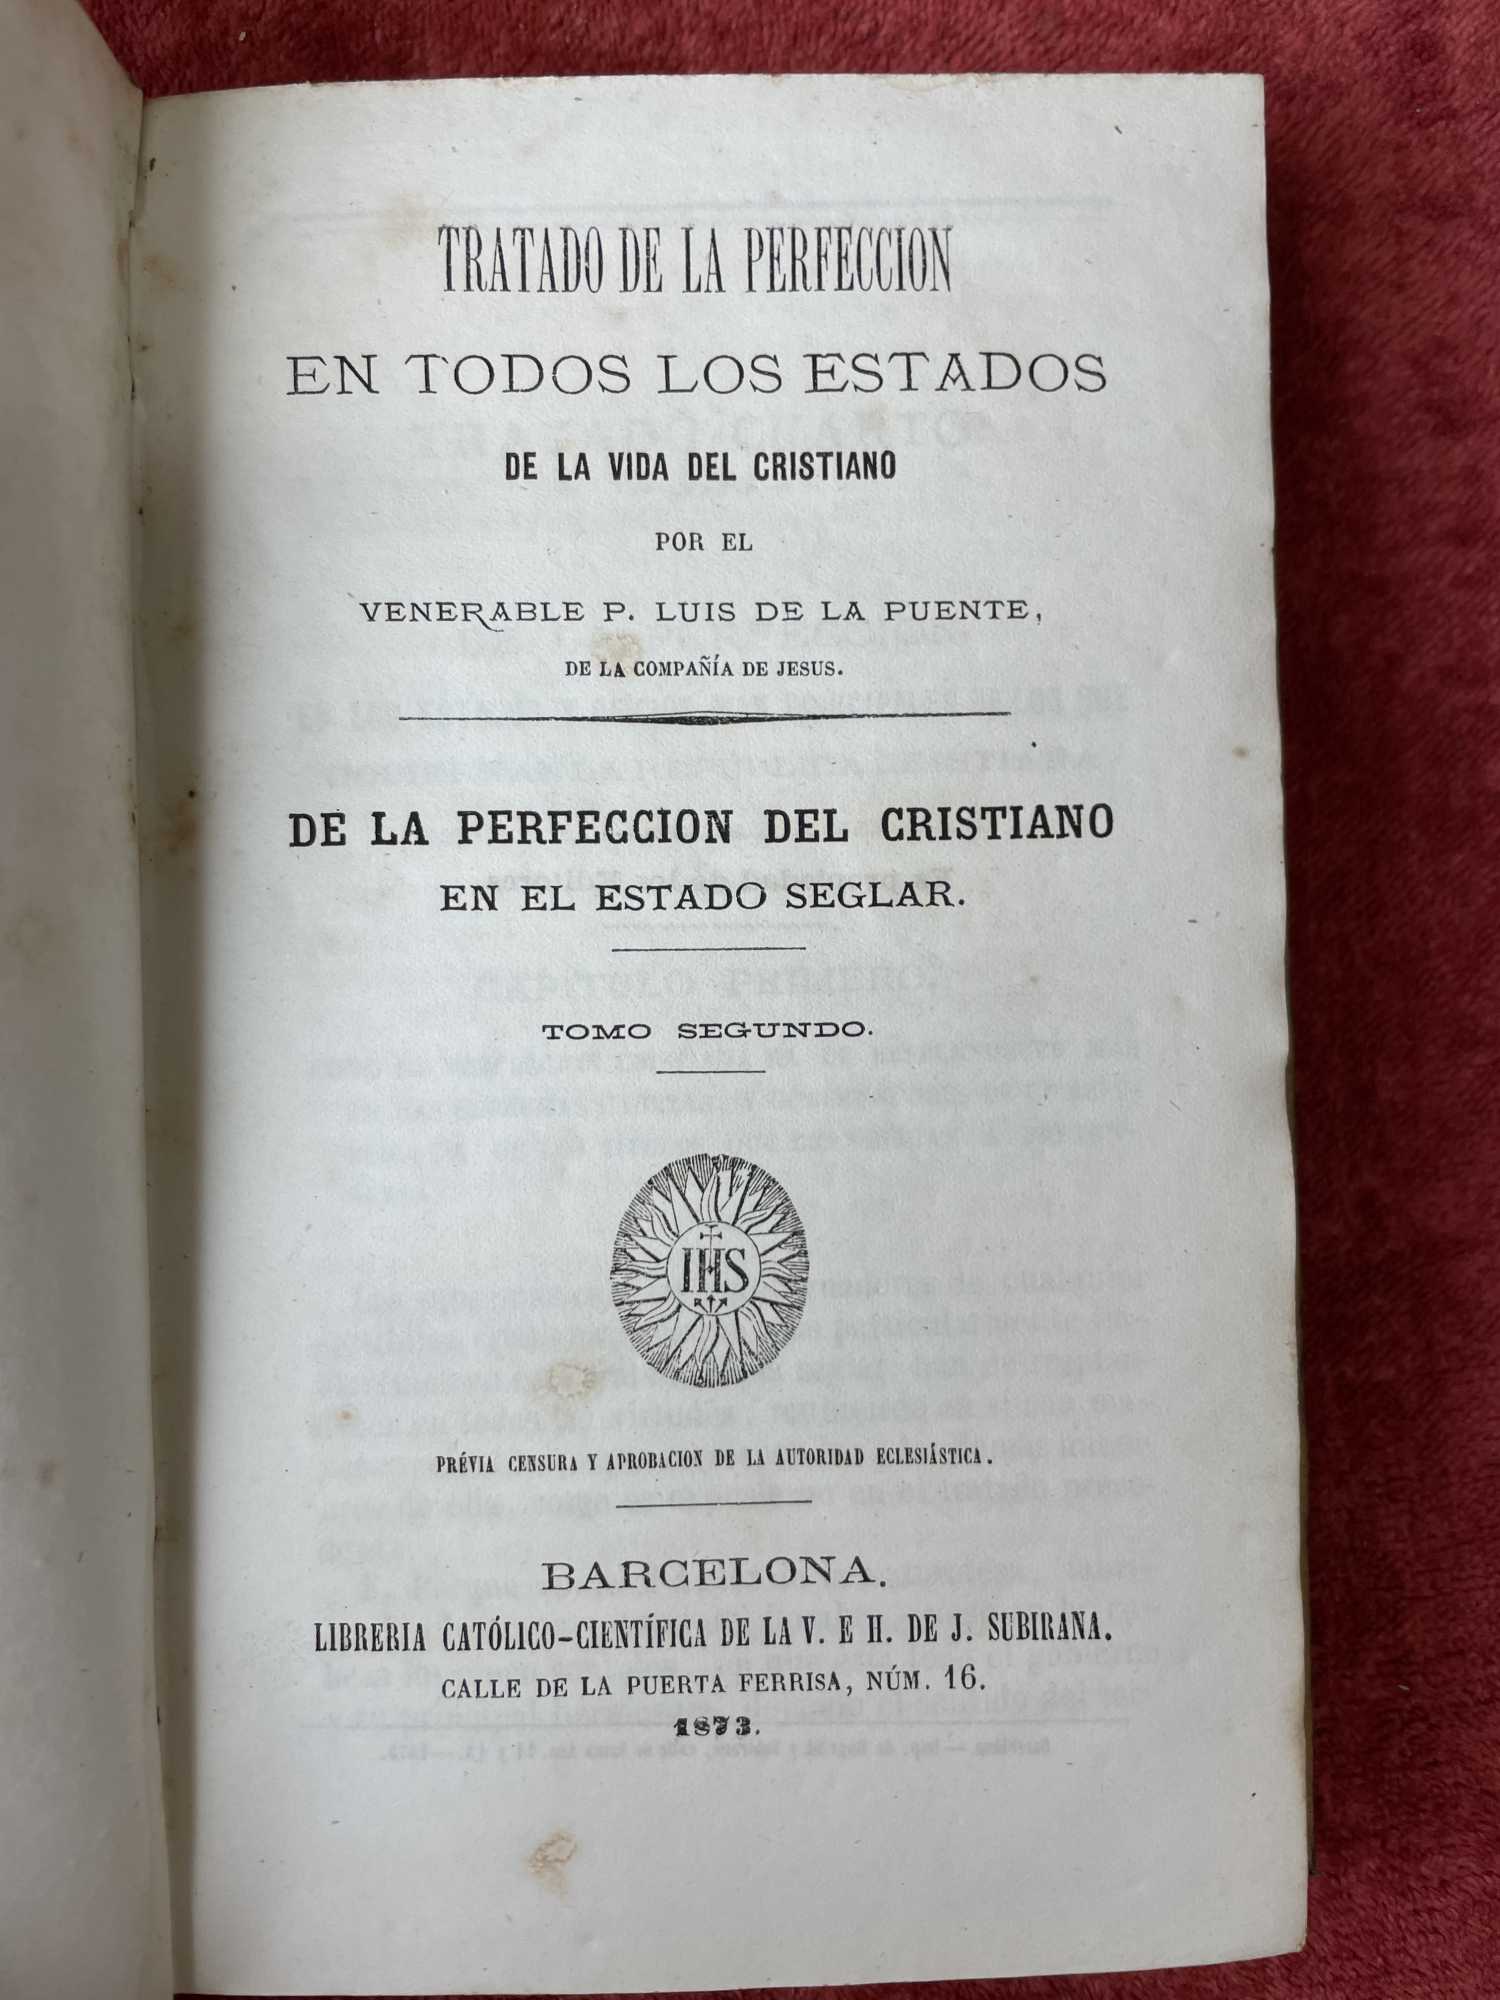 TRATADO DE LA PERFECCION
EN TODOS LOS ESTADOS
DE LA VIDA DEL CRISTIANO
POR EL
VENERABLE P. LUIS DE LA PUENTE,
DE LA COMPAÑÍA DE JESUS.
DE LA PERFECCION DEL CRISTIANO
EN EL ESTADO SEGLAR.
TOMO SEGUNDO.
IHS
PRÉVIA CENSURA Y APROBACION DE LA AUTORIDAD ECLESIÁSTICA.
BARCELONA.
LIBRERIA CATÓLICO-CIENTÍFICA DE LA V. E H. DE J. SUBIRANA.
CALLE DE LA PUERTA FERRISA, NÚM. 16.
1873.